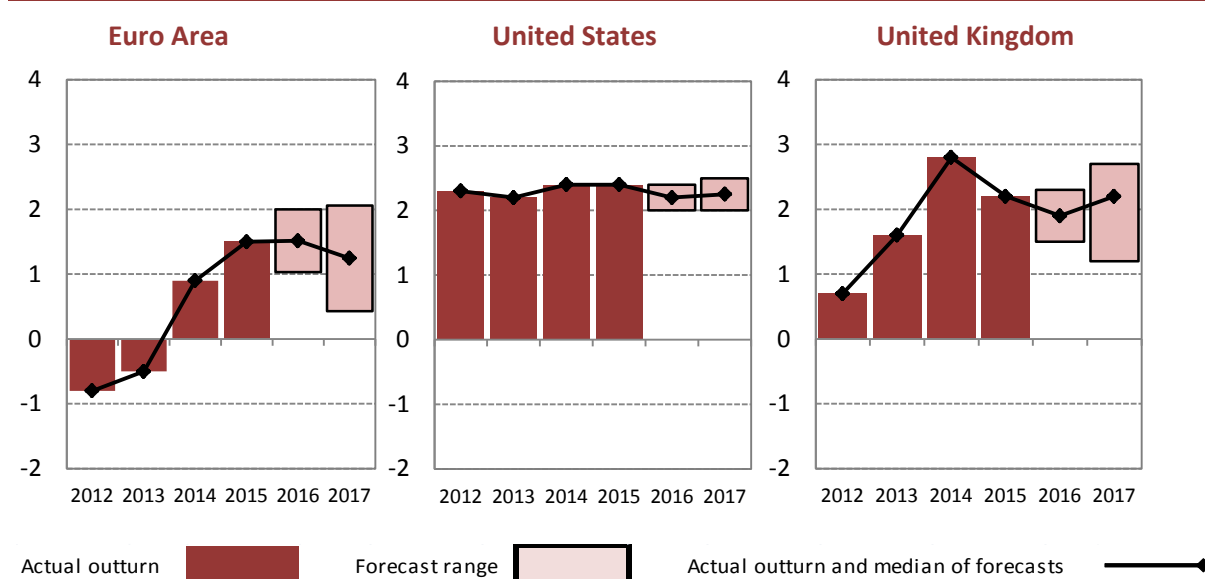 Euro Area
4
3
2
1
0
-1
-2
2012 2013 2014 2015 2016 2017
United States
4
3
2
1
0
-1
-2
2012 2013 2014 2015 2016 2017
United Kingdom
4
3
2
1
0
-1
-2
2012 2013 2014 2015 2016 2017
Actual outturn
Forecast range
Actual outturn and median of forecasts